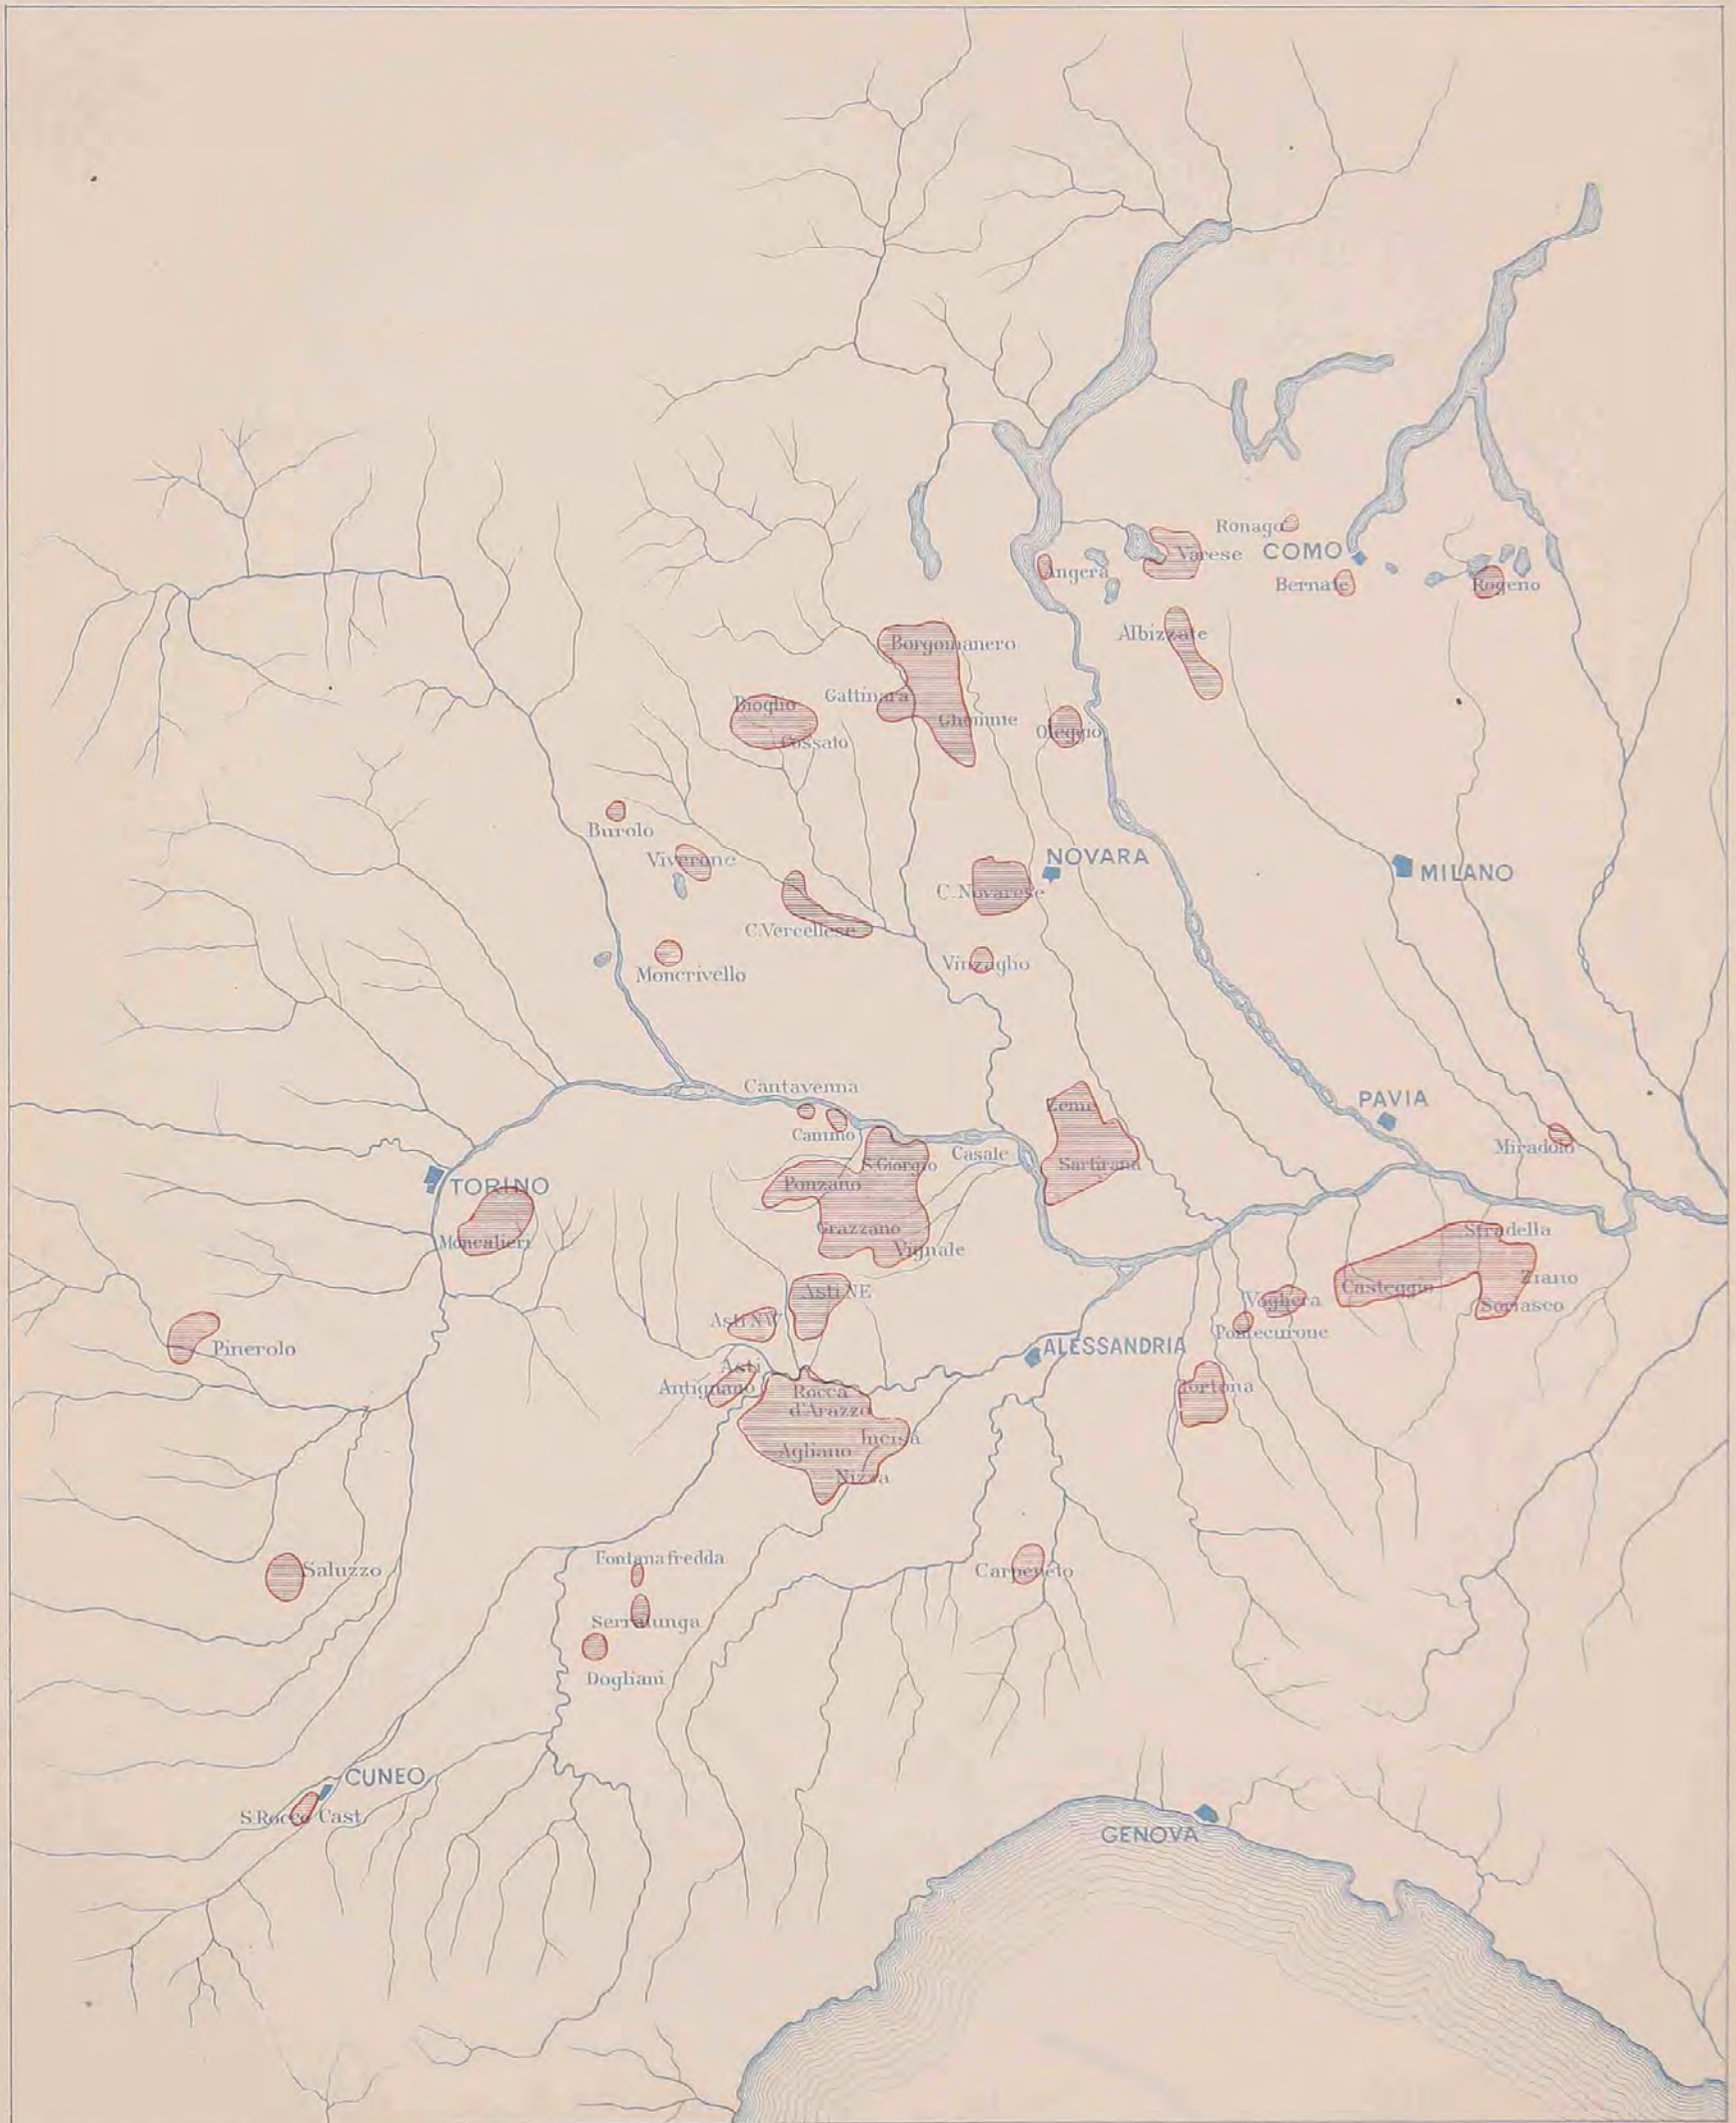 Ronago
COMO
Varese
Angera
Bernate
Rogeno
Albizzate
Borgomanero
Gattinara
Bioglio
Ghemme
Oleggio
Cossato
Burolo
Viverone
NOVARA
MILANO
C. Novarese
C. Vercellese
Vinzaglio
Moncrivello
Cantavenna
Zeme
PAVIA
Camino
Casale
Miradolo
S. Giorgio
Sartirana
TORINO
Ponzano
Grazzano
Stradella
Moncalieri
Vignale
Ziano
Casteggio
Asti NE
Voghera
Soriasco
Asti NW
Pontecurone
Pinerolo
ALESSANDRIA
Asti
Antignano
Rocca
d'Arazzo
Tortona
Incisa
Agliano
Nizza
Fontanafredda
Saluzzo
Carpeneto
Serralunga
Dogliani
CUNEO
S. Rocco Cast.
GENOVA